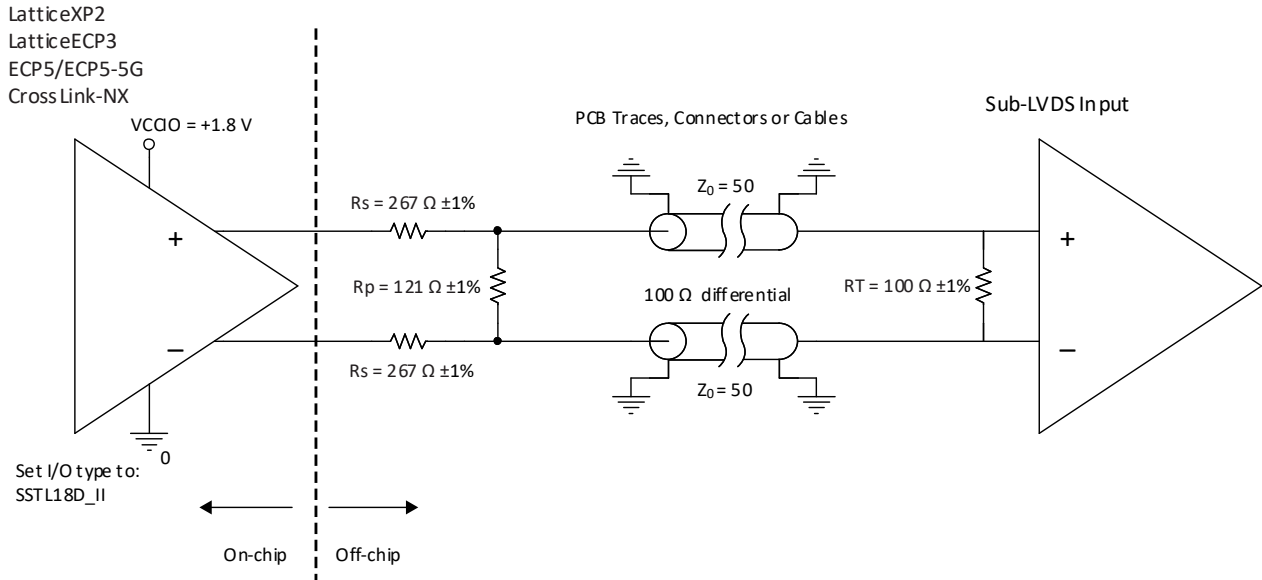 LatticeXP2
LatticeECP3
ECP5/ECP5-5G
CrossLink-NX
VCCIO = +1.8 V
Sub-LVDS Input
PCB Traces, Connectors or Cables
Z₀ = 50
Rs = 267 Ω ±1%
+
+
Rp = 121 Ω ±1%
100 Ω differential
RT = 100 Ω ±1%
−
−
Rs = 267 Ω ±1%
Z₀ = 50
0
Set I/O type to:
SSTL18D_II
On-chip
Off-chip